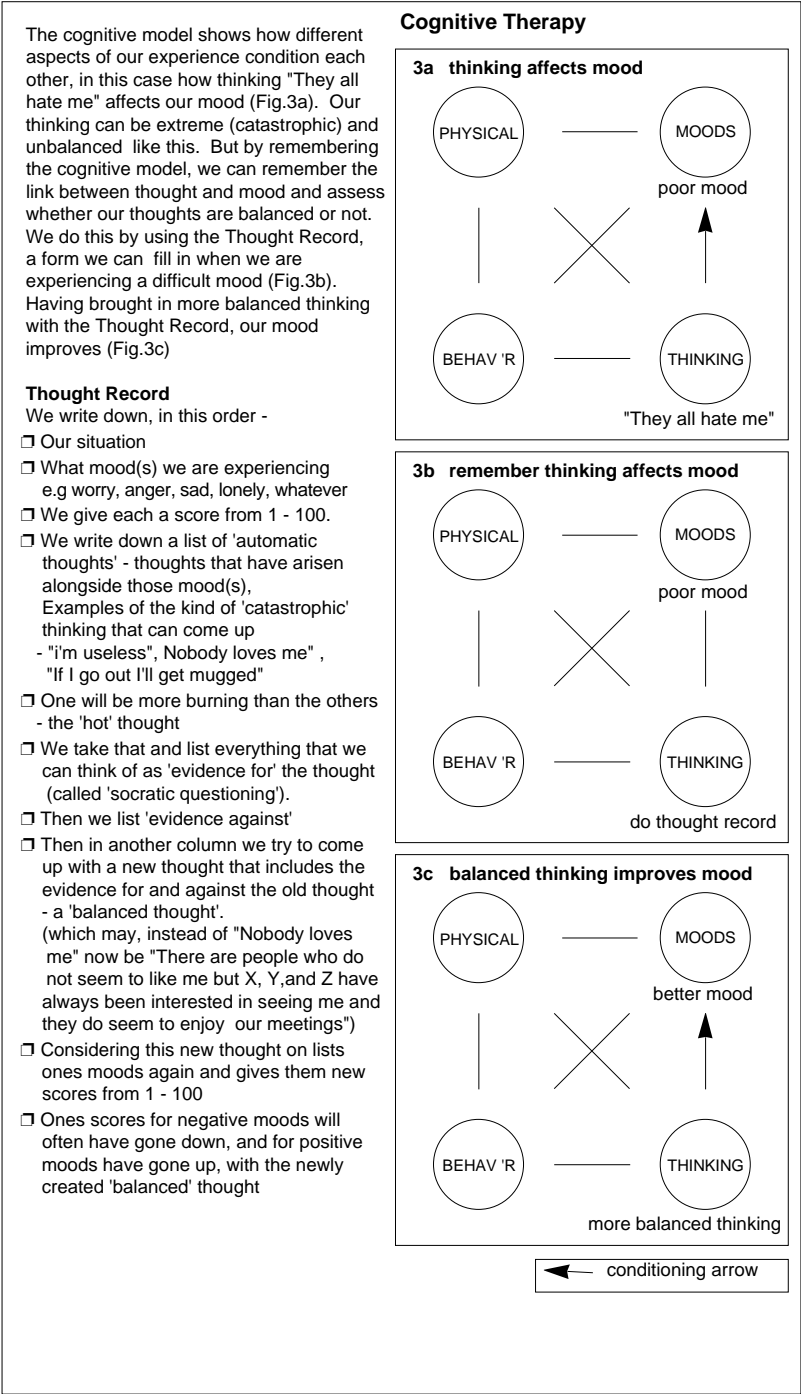 The cognitive model shows how different
aspects of our experience condition each
other, in this case how thinking "They all
hate me" affects our mood (Fig.3a).  Our
thinking can be extreme (catastrophic) and
unbalanced  like this.  But by remembering
the cognitive model, we can remember the
link between thought and mood and assess
whether our thoughts are balanced or not.
We do this by using the Thought Record,
a form we can  fill in when we are
experiencing a difficult mood (Fig.3b).
Having brought in more balanced thinking
with the Thought Record, our mood
improves (Fig.3c)
Thought Record
We write down, in this order -
❐ Our situation
❐ What mood(s) we are experiencing
e.g worry, anger, sad, lonely, whatever
❐ We give each a score from 1 - 100.
❐ We write down a list of 'automatic
thoughts' - thoughts that have arisen
alongside those mood(s),
Examples of the kind of 'catastrophic'
thinking that can come up
- "i'm useless", Nobody loves me" ,
"If I go out I'll get mugged"
❐ One will be more burning than the others
- the 'hot' thought
❐ We take that and list everything that we
can think of as 'evidence for' the thought
(called 'socratic questioning').
❐ Then we list 'evidence against'
❐ Then in another column we try to come
up with a new thought that includes the
evidence for and against the old thought
- a 'balanced thought'.
(which may, instead of "Nobody loves
me" now be "There are people who do
not seem to like me but X, Y,and Z have
always been interested in seeing me and
they do seem to enjoy  our meetings")
❐ Considering this new thought on lists
ones moods again and gives them new
scores from 1 - 100
❐ Ones scores for negative moods will
often have gone down, and for positive
moods have gone up, with the newly
created 'balanced' thought
Cognitive Therapy
3a   thinking affects mood
PHYSICAL
MOODS
poor mood
BEHAV 'R
THINKING
"They all hate me"
3b   remember thinking affects mood
PHYSICAL
MOODS
poor mood
BEHAV 'R
THINKING
do thought record
3c   balanced thinking improves mood
PHYSICAL
MOODS
better mood
BEHAV 'R
THINKING
more balanced thinking
conditioning arrow